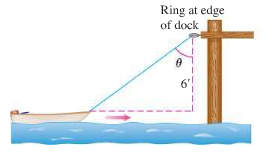 Ring at edge
of dock
θ
6'